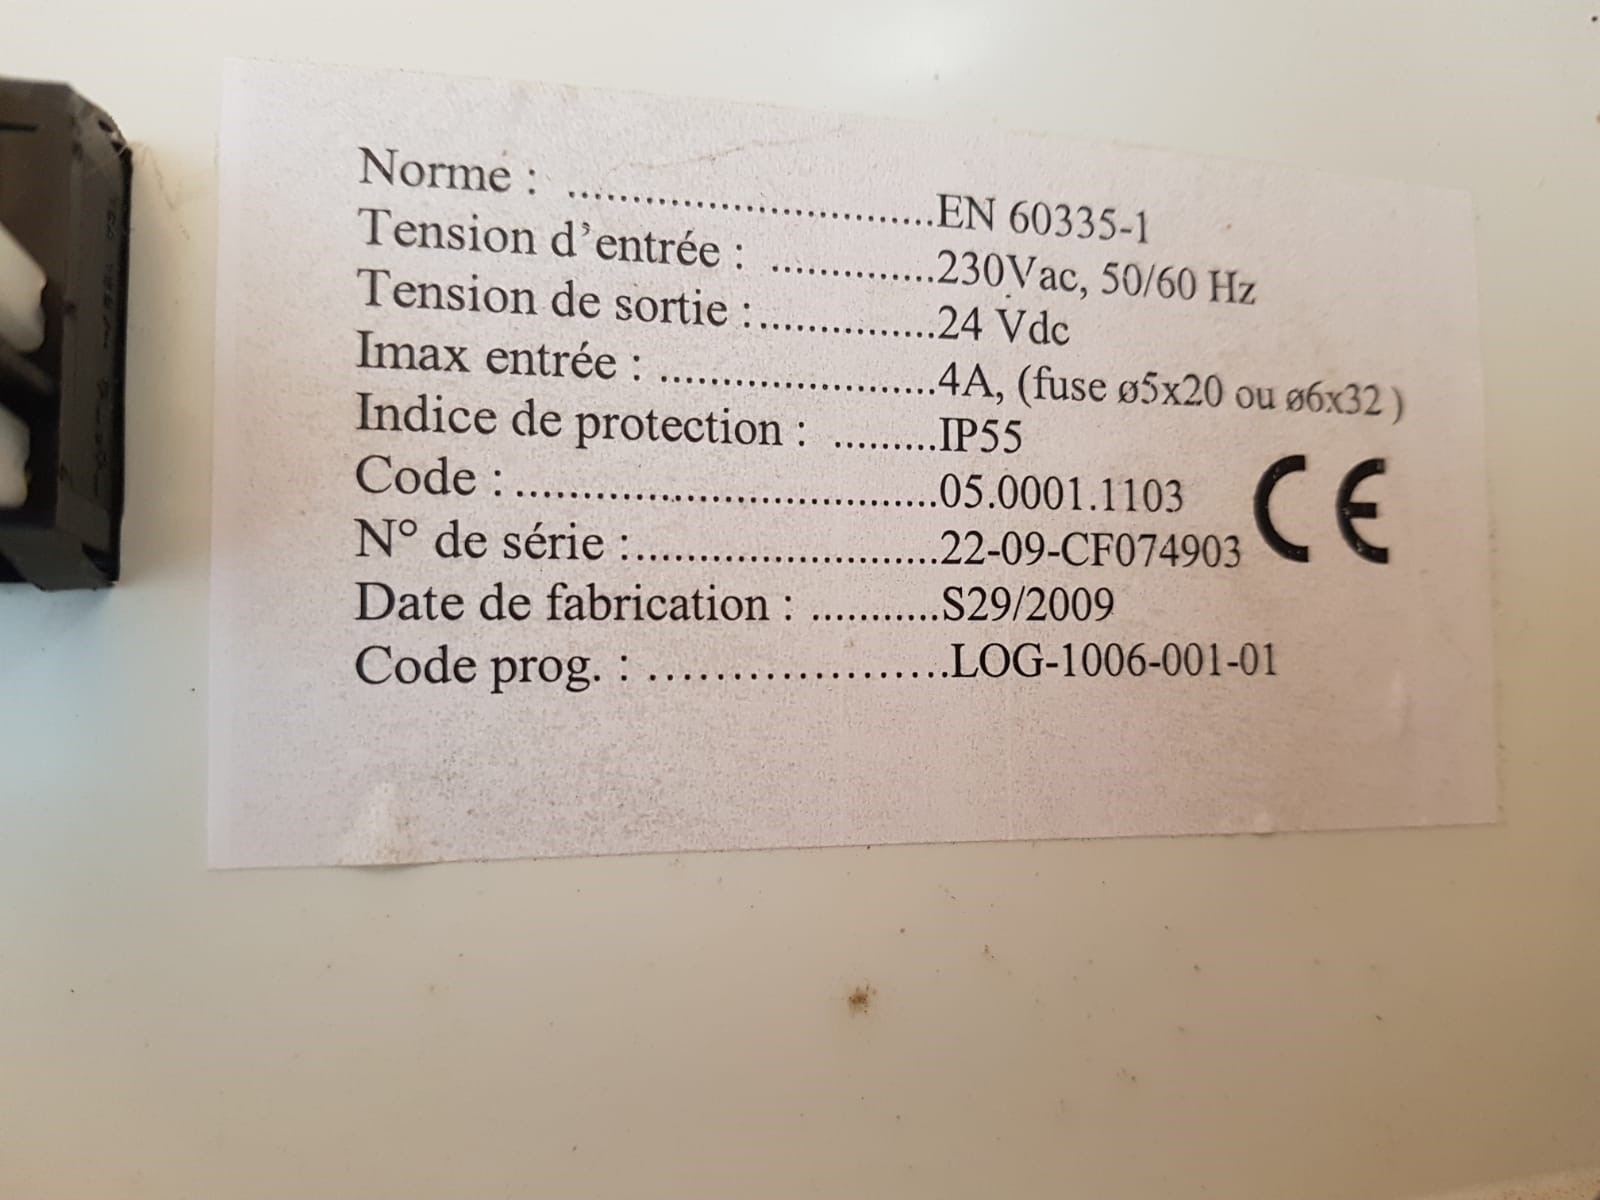 Norme : ..............................EN 60335-1
Tension d'entrée : .............230Vac, 50/60 Hz
Tension de sortie :...............24 Vdc
Imax entrée : ......................4A, (fuse ø5x20 ou ø6x32 )
Indice de protection : .........IP55
Code : ..................................05.0001.1103
N° de série :........................22-09-CF074903
Date de fabrication : ...........S29/2009
Code prog. : ...................LOG-1006-001-01
CE